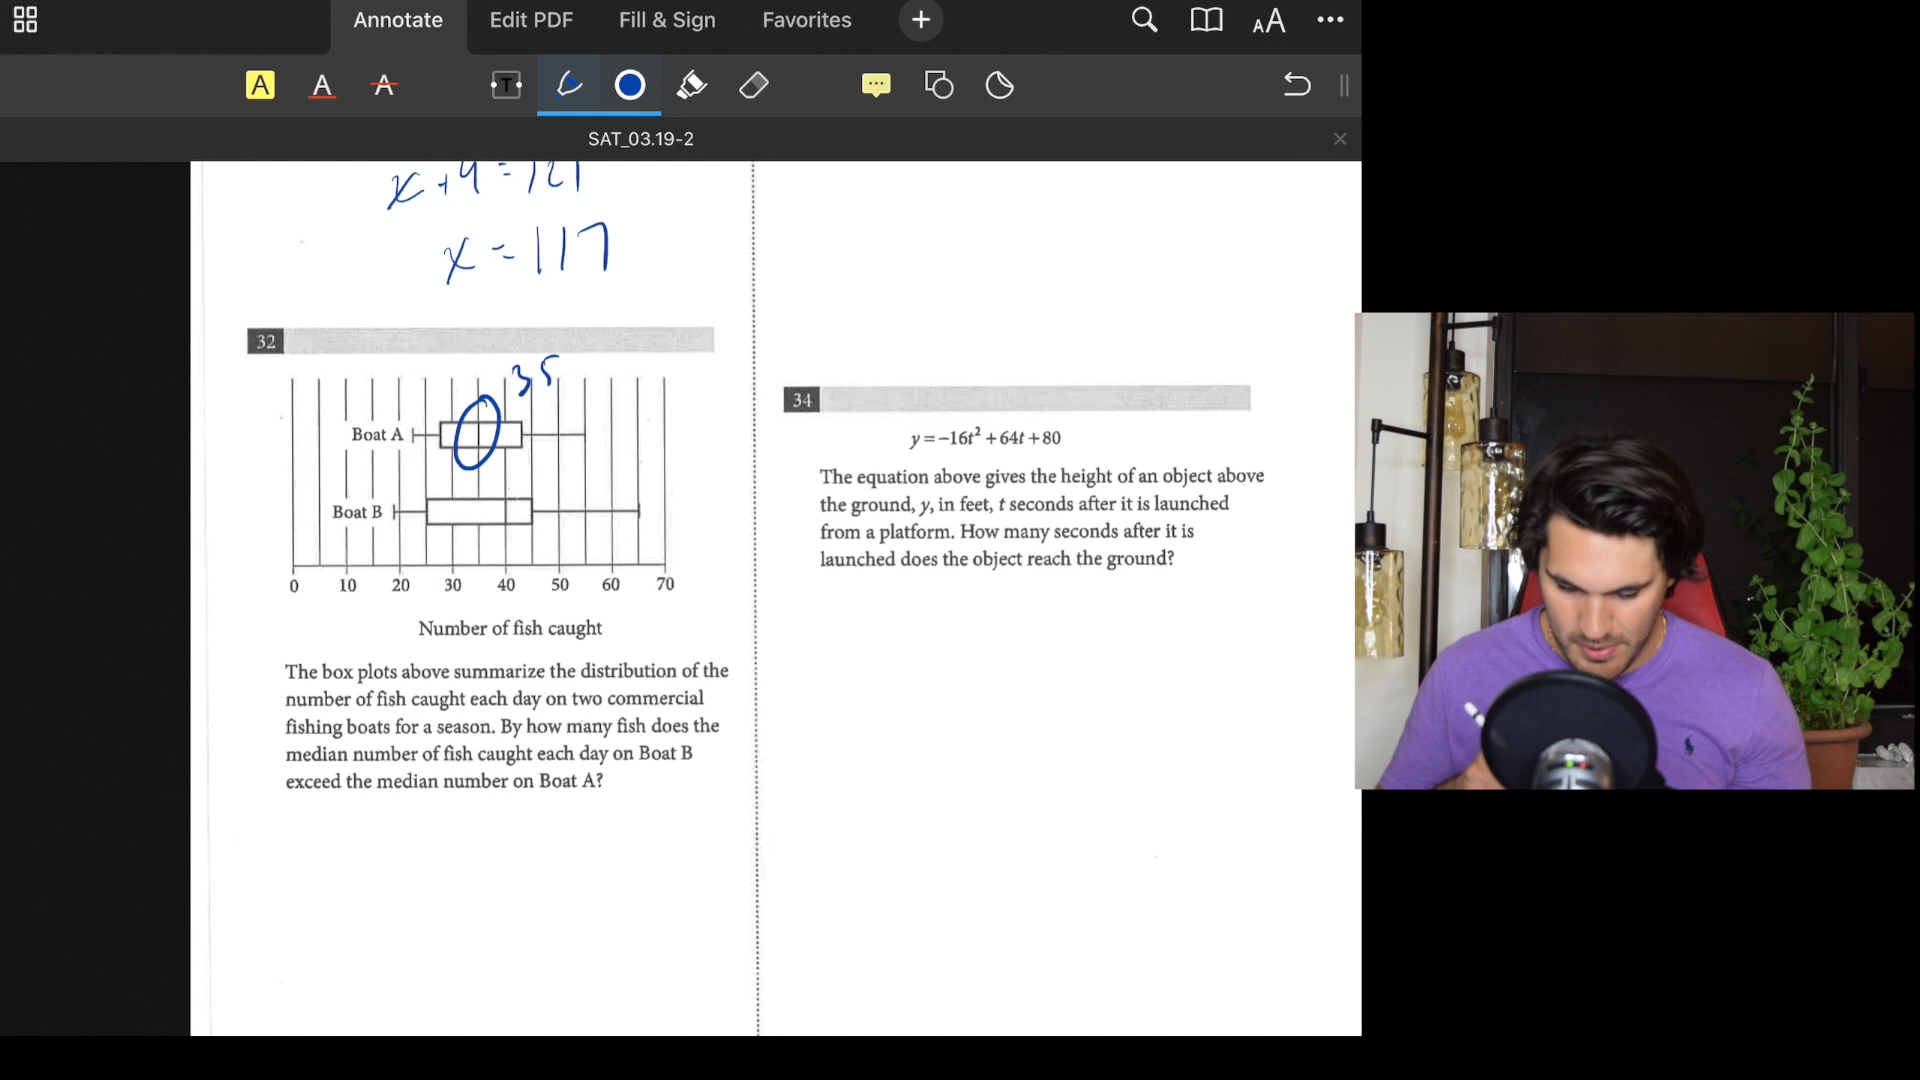 Annotate Edit PDF Fill & Sign Favorites
SAT_03.19-2
x+4=121
x=117
32
35
Boat A
Boat B
0 10 20 30 40 50 60 70
Number of fish caught
The box plots above summarize the distribution of the
number of fish caught each day on two commercial
fishing boats for a season. By how many fish does the
median number of fish caught each day on Boat B
exceed the median number on Boat A?
34
y=−16t² +64t +80
The equation above gives the height of an object above
the ground, y, in feet, t seconds after it is launched
from a platform. How many seconds after it is
launched does the object reach the ground?